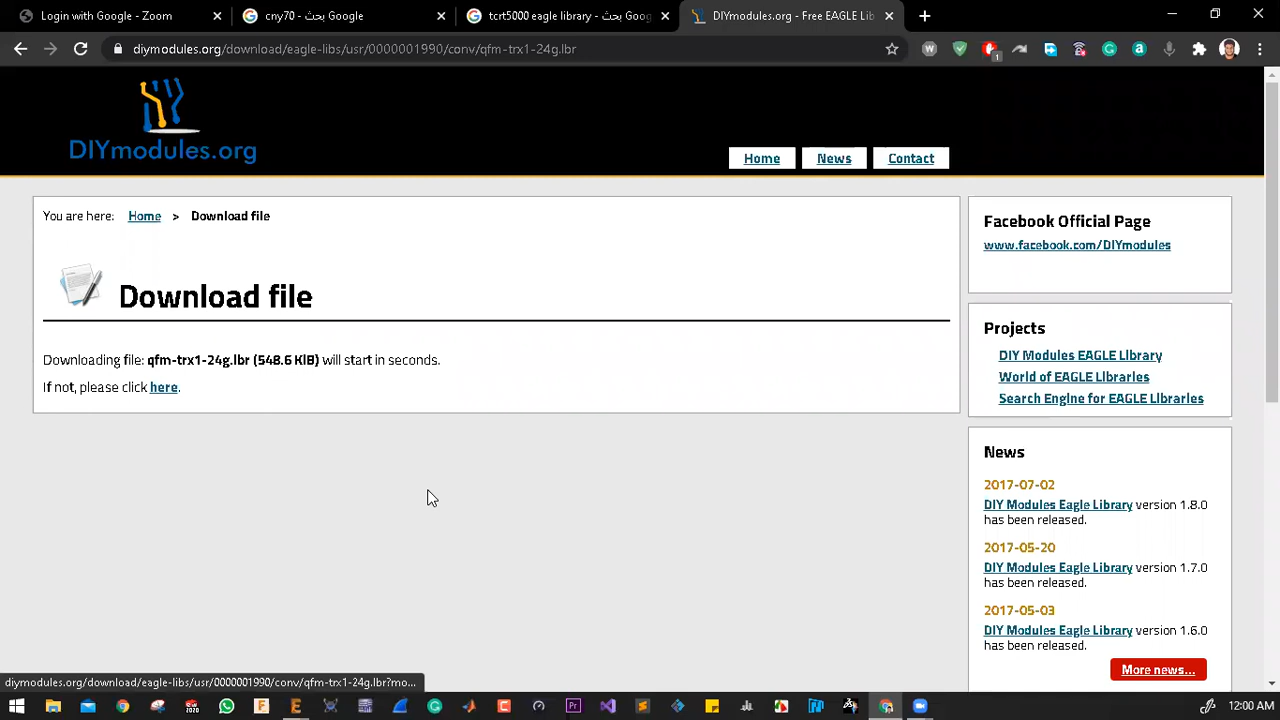 Login with Google - Zoom
cny70 - بحث Google
tcrt5000 eagle library - بحث Goog
DIYmodules.org - Free EAGLE Lib
diymodules.org/download/eagle-libs/usr/0000001990/conv/qfm-trx1-24g.lbr
1
DIYmodules.org
Home
News
Contact
You are here: Home > Download file
Download file
Downloading file: qfm-trx1-24g.lbr (548.6 KiB) will start in seconds.
If not, please click here.
Facebook Official Page
www.facebook.com/DIYmodules
Projects
DIY Modules EAGLE Library
World of EAGLE Libraries
Search Engine for EAGLE Libraries
News
2017-07-02
DIY Modules Eagle Library version 1.8.0
has been released.
2017-05-20
DIY Modules Eagle Library version 1.7.0
has been released.
2017-05-03
DIY Modules Eagle Library version 1.6.0
has been released.
More news...
diymodules.org/download/eagle-libs/usr/0000001990/conv/qfm-trx1-24g.lbr?mo...
12:00 AM